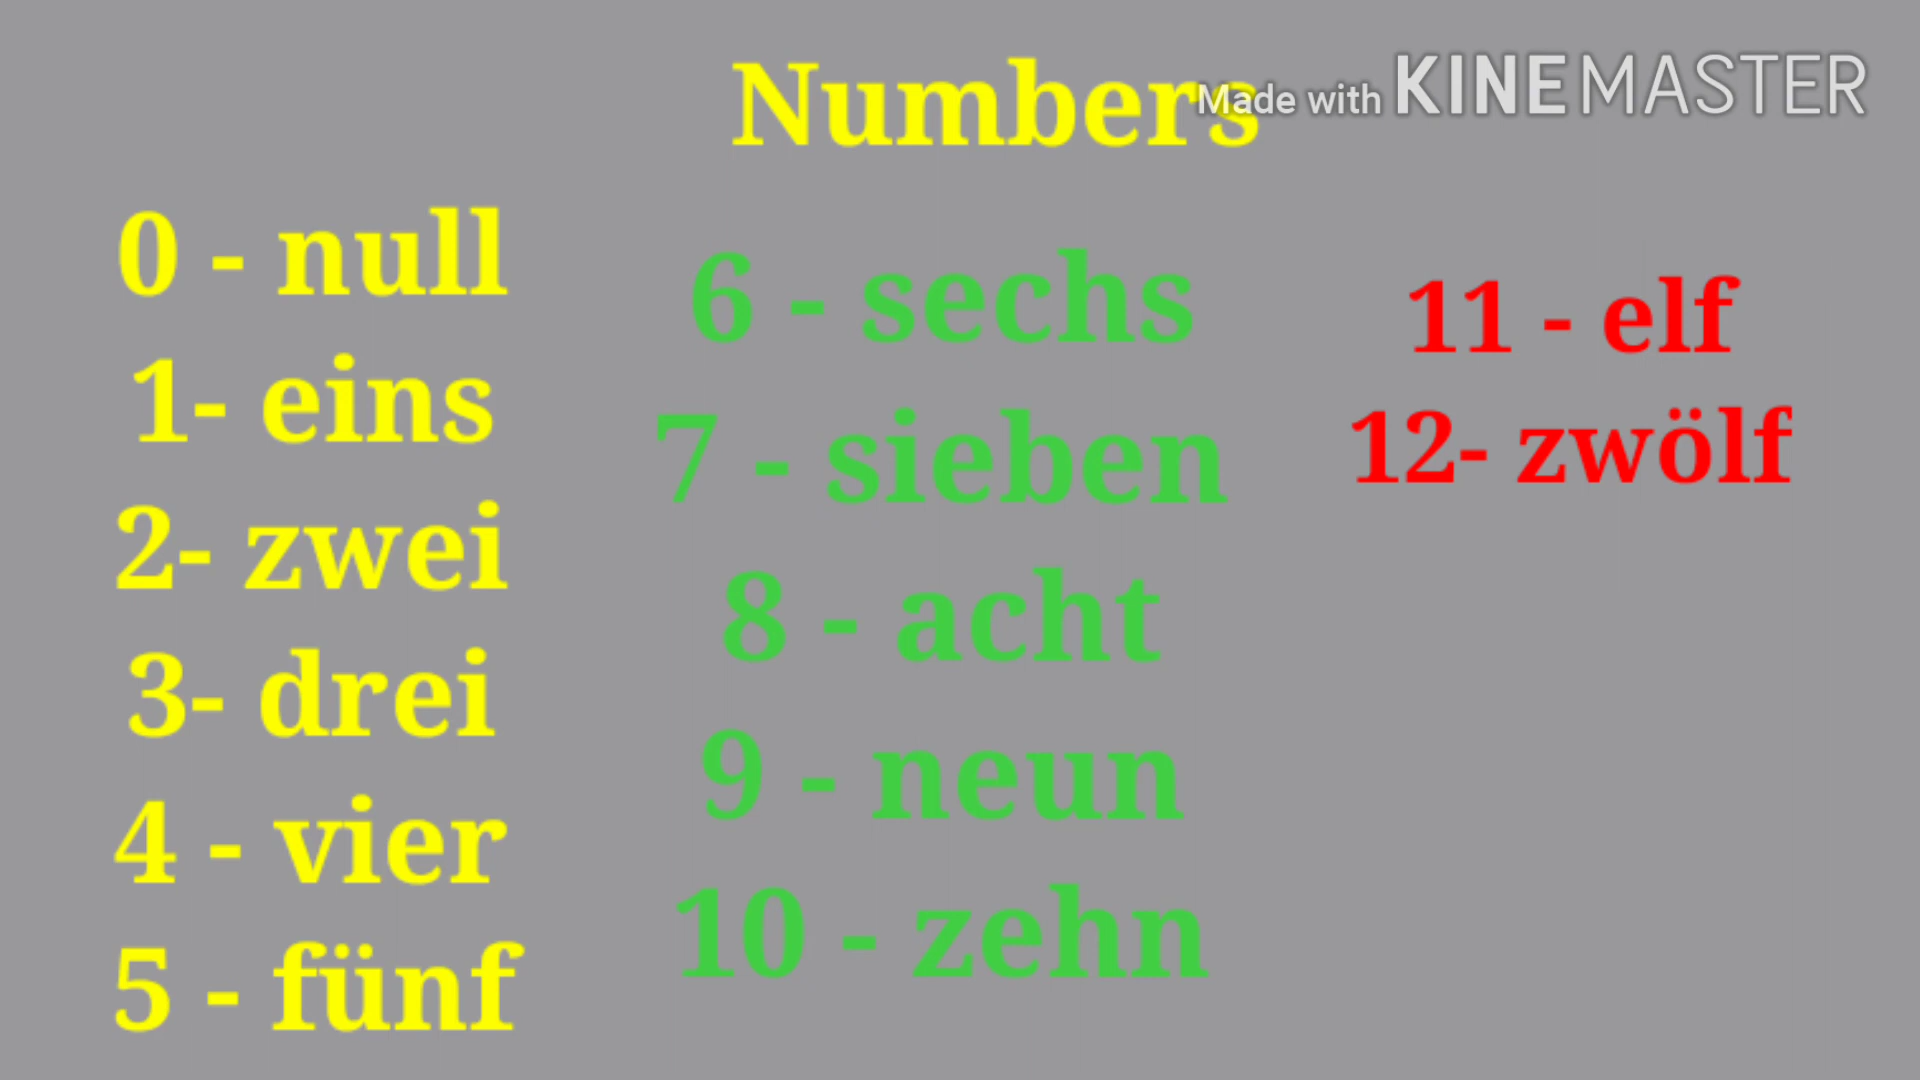 Numbers
Made with KINEMASTER
0 - null
1- eins
2- zwei
3- drei
4 - vier
5 - fünf
6 - sechs
7 - sieben
8 - acht
9 - neun
10 - zehn
11 - elf
12- zwölf